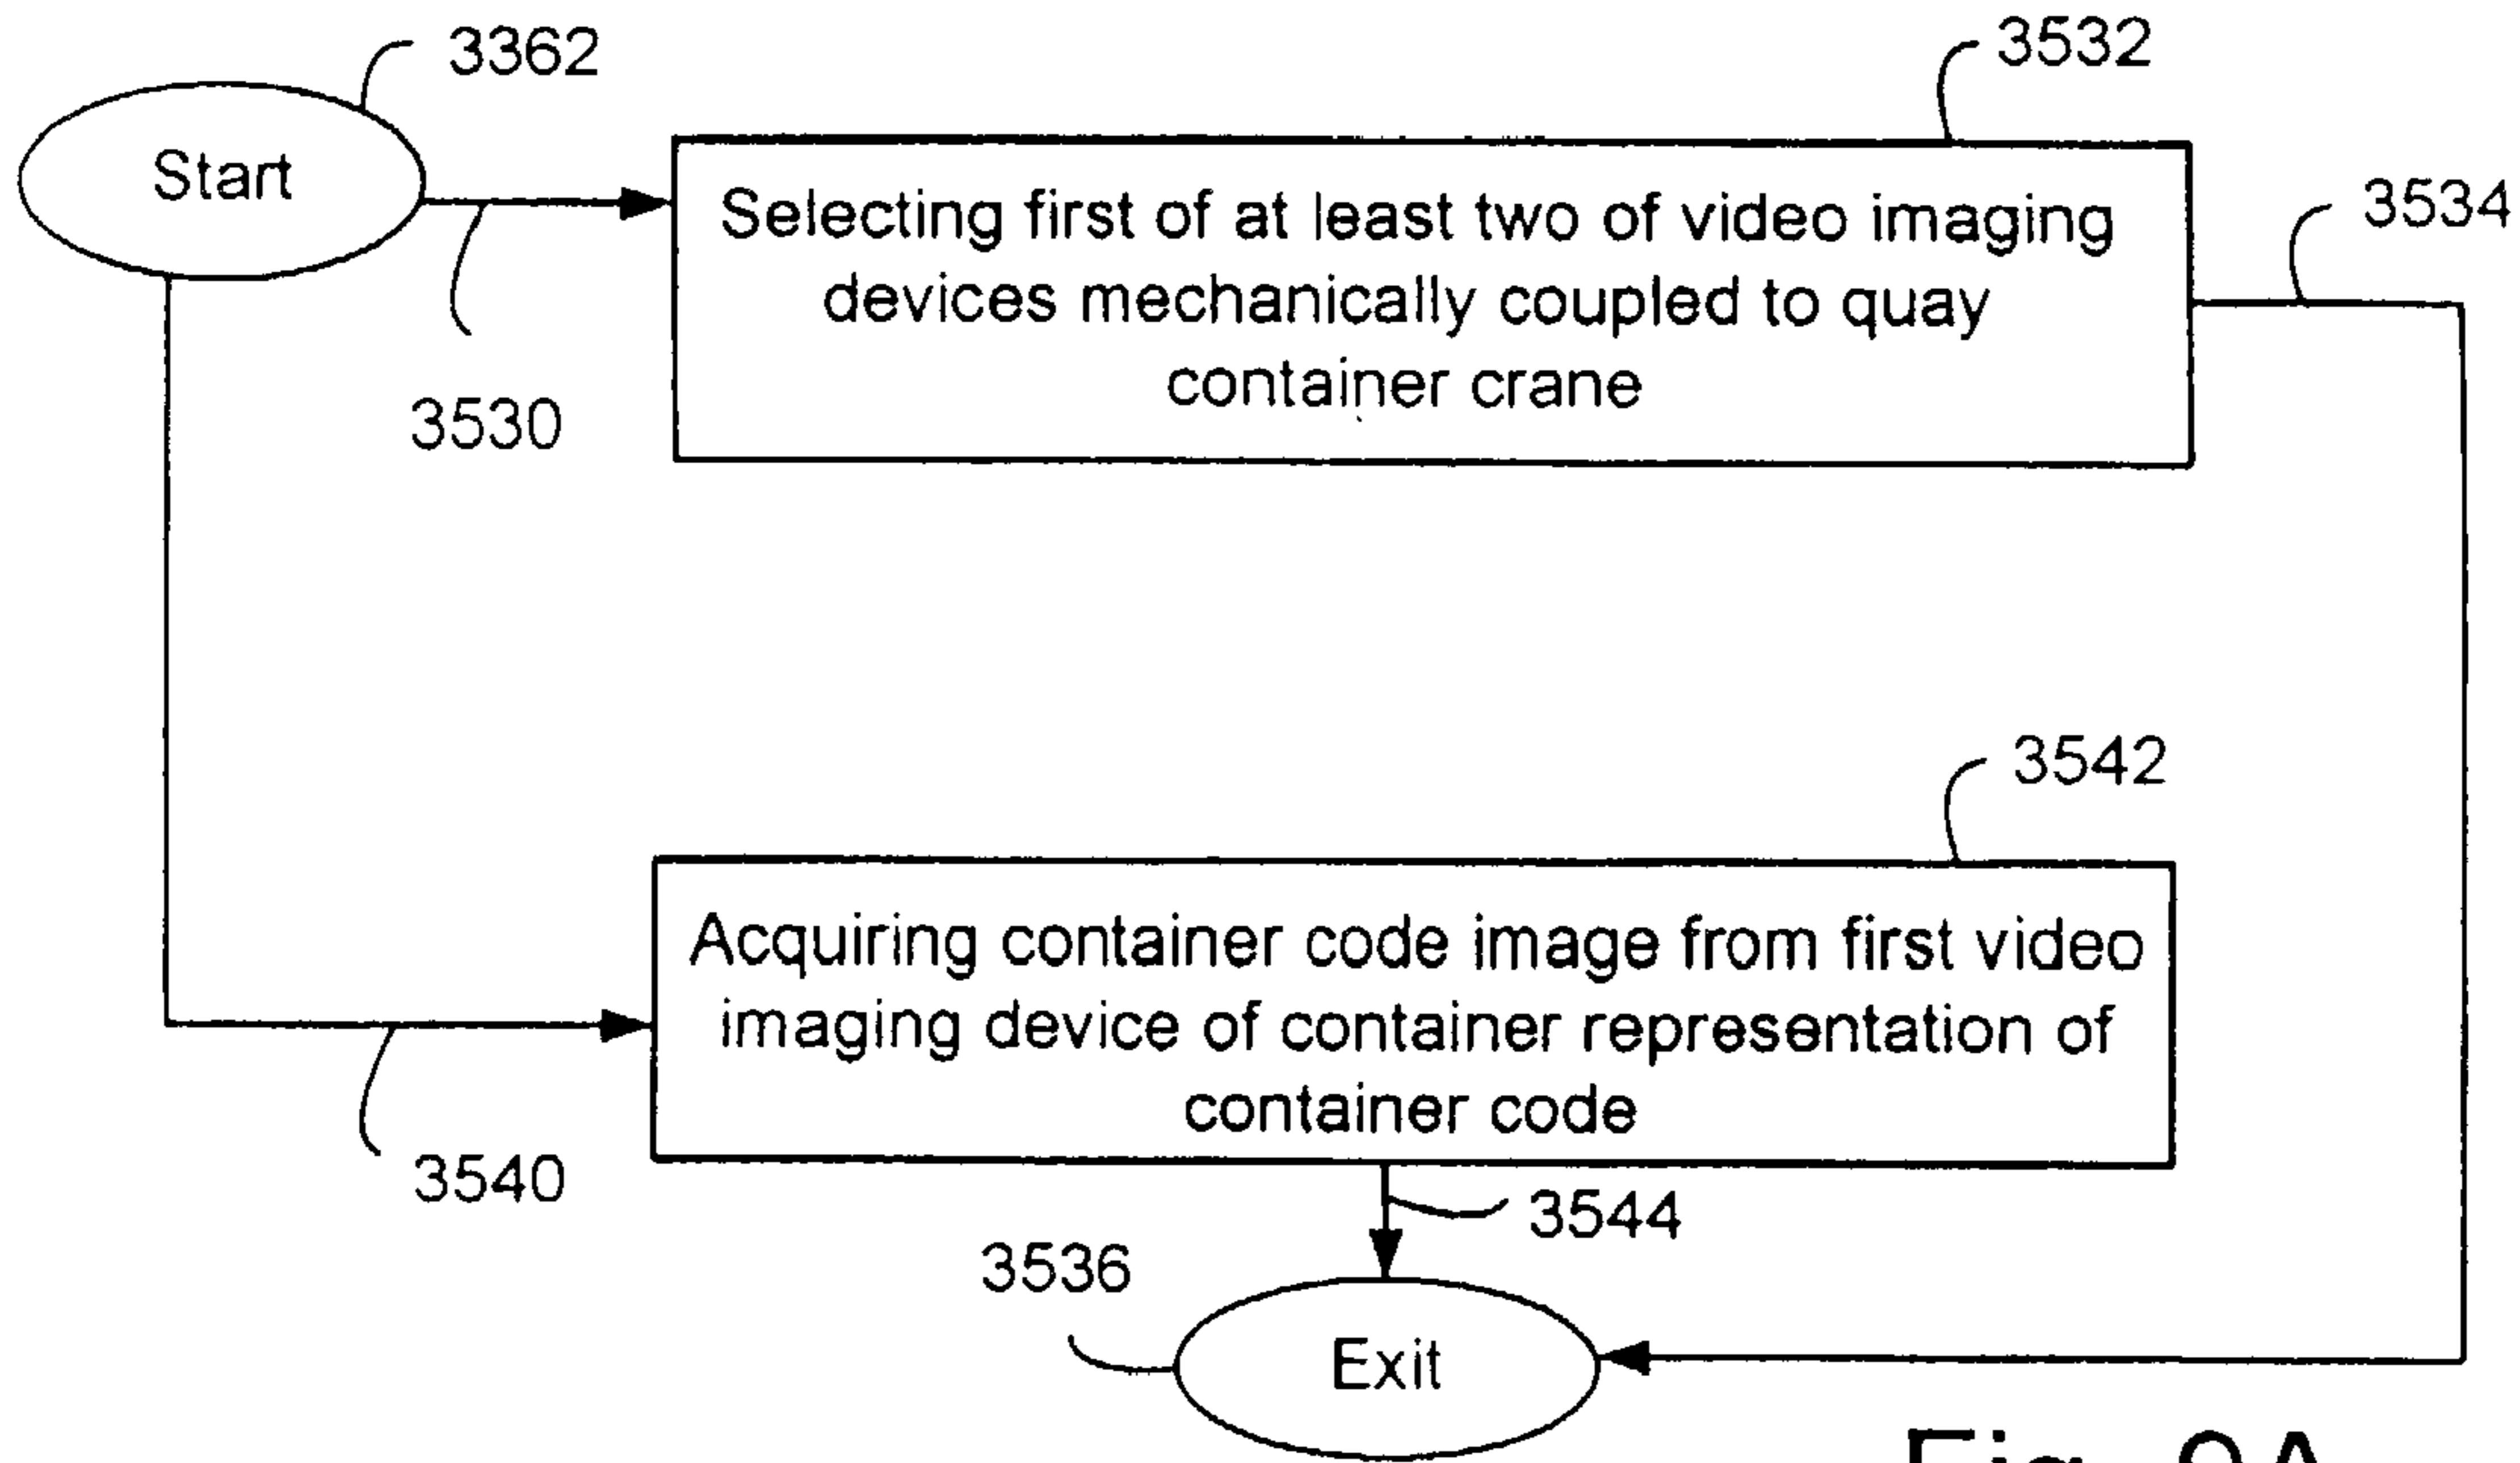 3362
3532
Start
3534
Selecting first of at least two of video imaging
devices mechanically coupled to quay
container crane
3530
3542
Acquiring container code image from first video
imaging device of container representation of
container code
3540
3544
3536
Exit